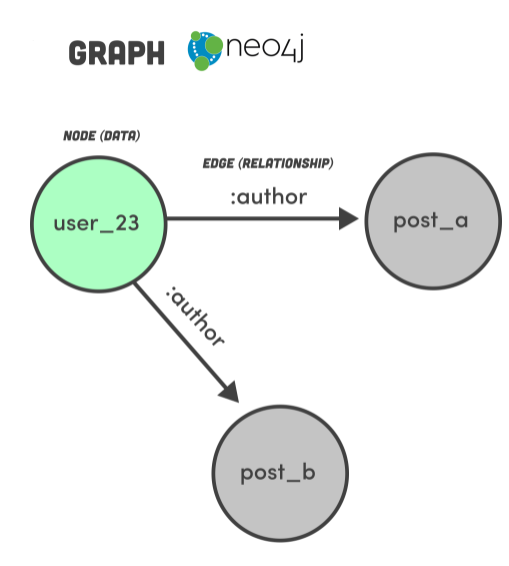 GRAPH neo4j
NODE (DATA)
EDGE (RELATIONSHIP)
:author
user_23
post_a
:author
post_b